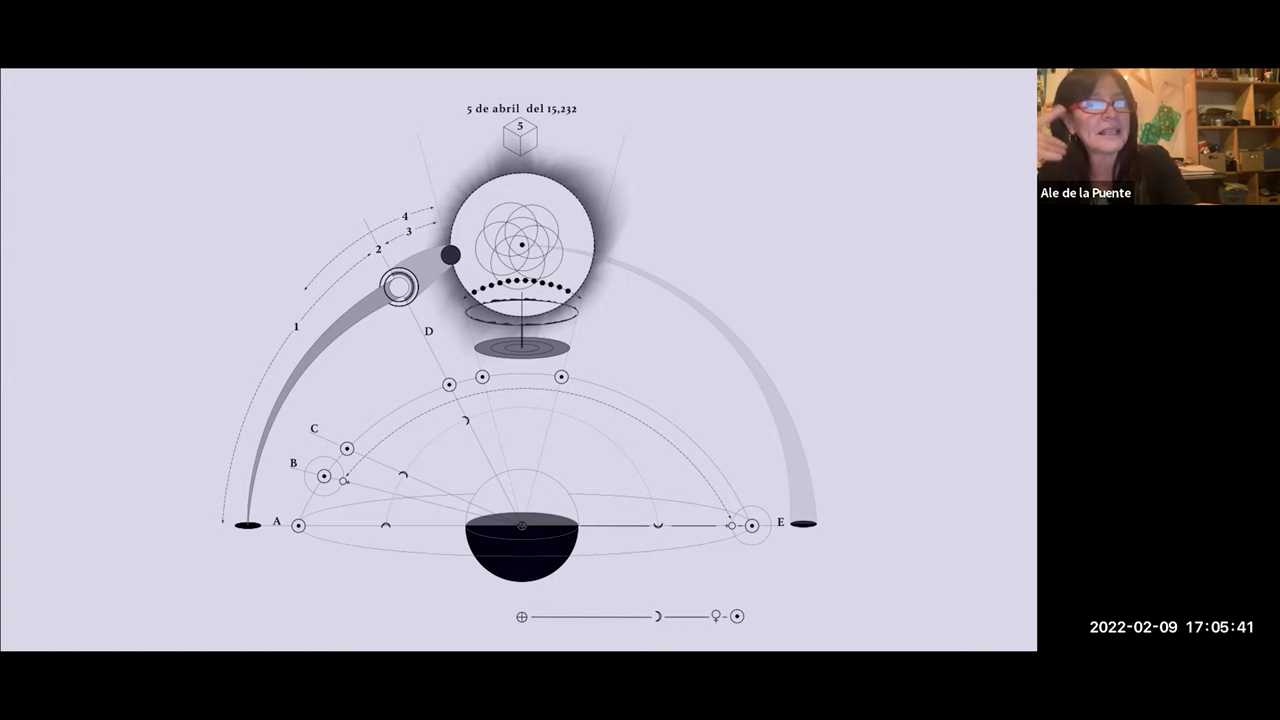 5 de abril del 15,232
5
4
3
2
1
D
C
B
A
E
Ale de la Puente
2022-02-09 17:05:41